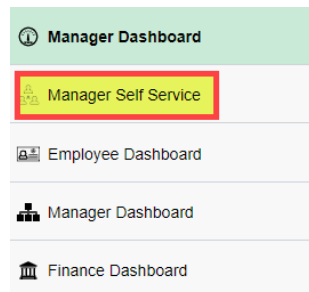 Manager Dashboard
Manager Self Service
Employee Dashboard
Manager Dashboard
Finance Dashboard